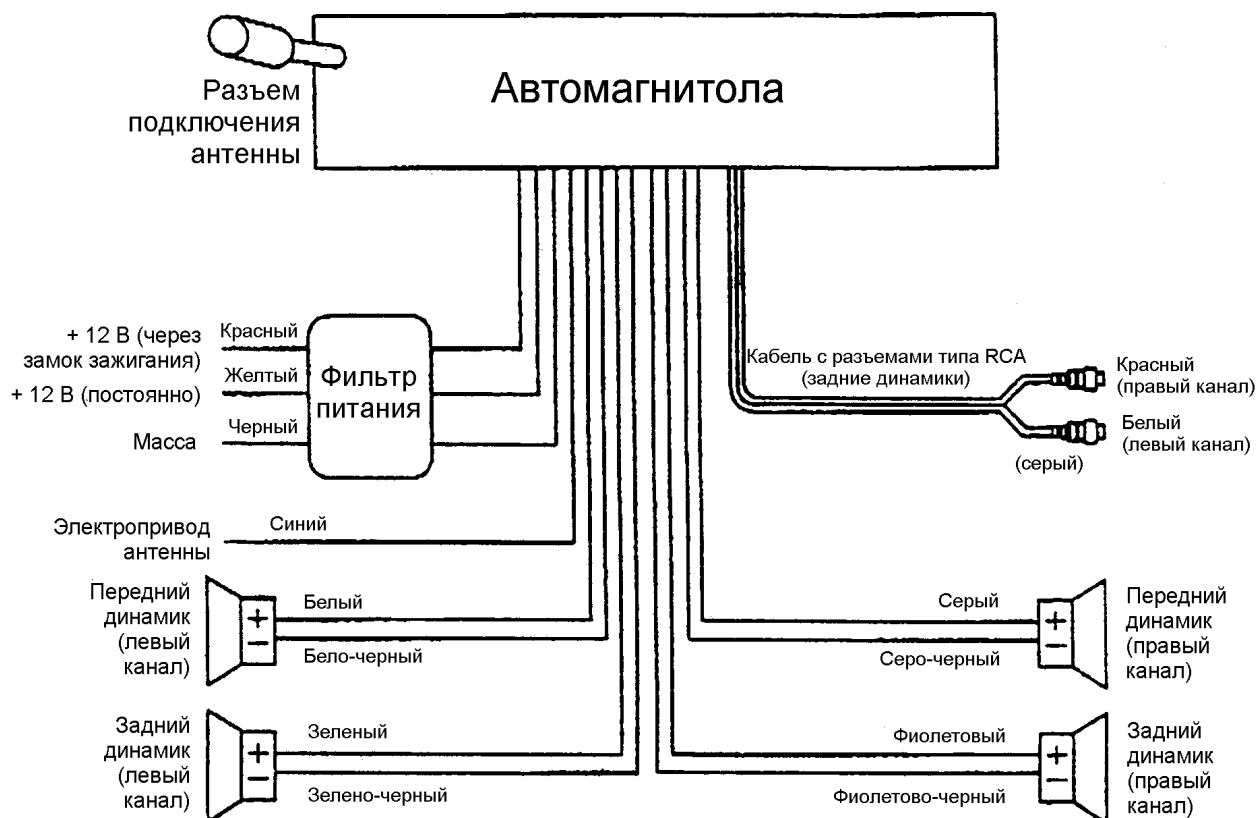 Автомагнитола
Разъем
подключения
антенны
+ 12 В (через
замок зажигания)
Красный
+ 12 В (постоянно)
Желтый
Масса
Черный
Фильтр
питания
Кабель с разъемами типа RCA
(задние динамики)
Красный
(правый канал)
Белый
(левый канал)
(серый)
Электропривод
антенны
Синий
Передний
динамик
(левый
канал)
+
−
Белый
Бело-черный
Серый
Серо-черный
+
−
Передний
динамик
(правый
канал)
Задний
динамик
(левый
канал)
+
−
Зеленый
Зелено-черный
Фиолетовый
Фиолетово-черный
+
−
Задний
динамик
(правый
канал)